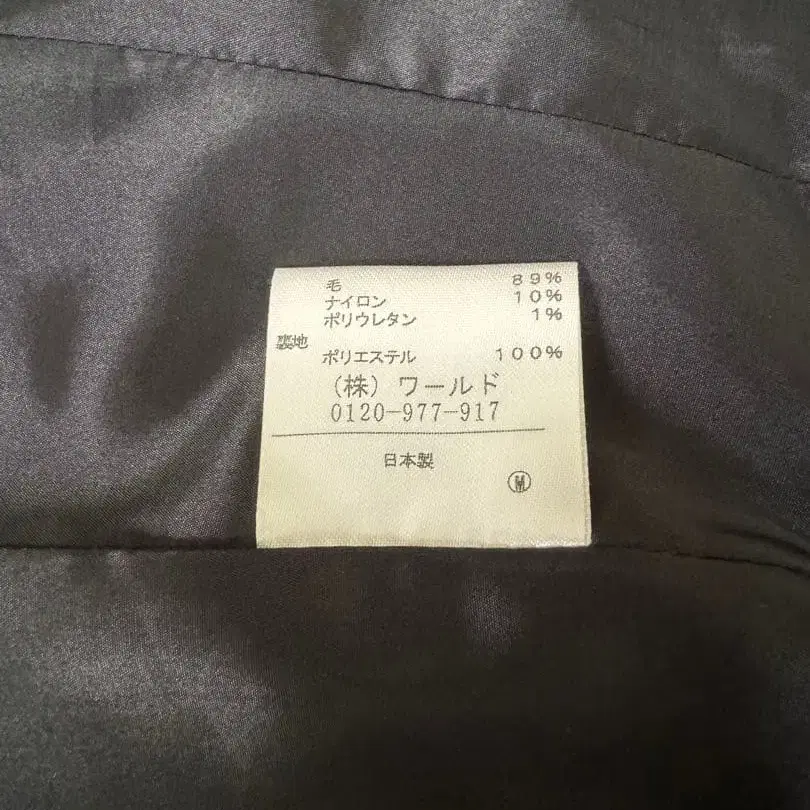 毛 89%
ナイロン 10%
ポリウレタン 1%
裏地
ポリエステル 100%
(株) ワールド
0120-977-917
日本製
Ⓜ